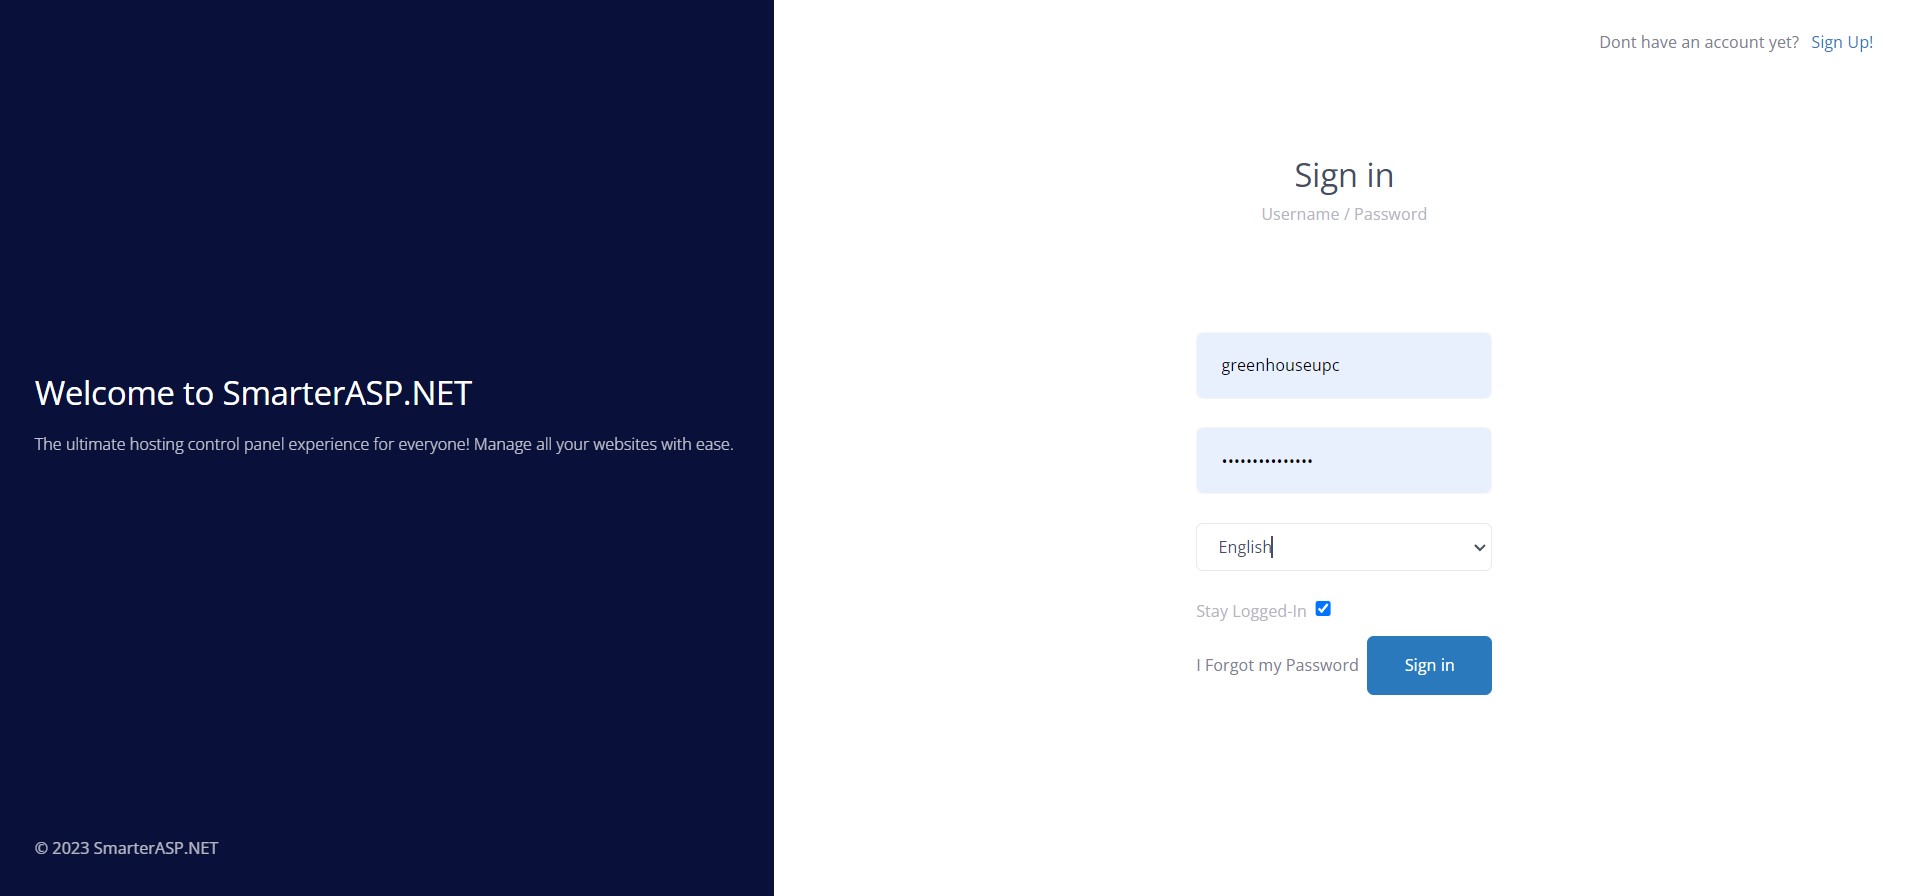 Dont have an account yet? Sign Up!
Sign in
Username / Password
greenhouseupc
•••••••••••••••
English
Stay Logged-In
I Forgot my Password Sign in
Welcome to SmarterASP.NET
The ultimate hosting control panel experience for everyone! Manage all your websites with ease.
© 2023 SmarterASP.NET